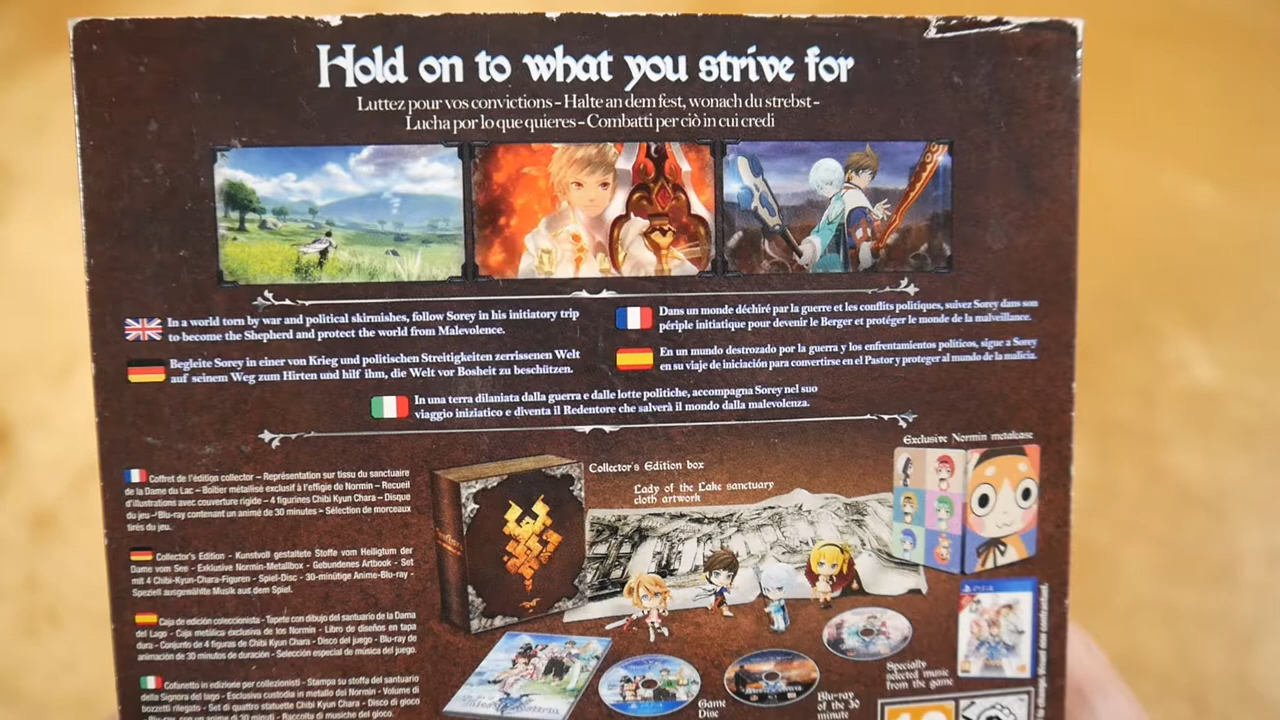 Hold on to what you strive for
Luttez pour vos convictions – Halte an dem fest, wonach du strebst –
Lucha por lo que quieres – Combatti per ciò in cui credi
In a world torn by war and political skirmishes, follow Sorey in his initiatory trip
to become the Shepherd and protect the world from Malevolence.
Dans un monde déchiré par la guerre et les conflits politiques, suivez Sorey dans son
périple initiatique pour devenir le Berger et protéger le monde de la malveillance.
Begleite Sorey in einer von Krieg und politischen Streitigkeiten zerrissenen Welt
auf seinem Weg zum Hirten und hilf ihm, die Welt vor Bosheit zu beschützen.
En un mundo destrozado por la guerra y los enfrentamientos políticos, sigue a Sorey
en su viaje de iniciación para convertirse en el Pastor y proteger al mundo de la malicia.
In una terra dilaniata dalla guerra e dalle lotte politiche, accompagna Sorey nel suo
viaggio iniziatico e diventa il Redentore che salverà il mondo dalla malevolenza.
Coffret de l'édition collector – Représentation sur tissu du sanctuaire
de la Dame du Lac – Boîtier métallisé exclusif à l'effigie de Normin – Recueil
d'illustrations avec couverture rigide – 4 figurines Chibi Kyun Chara – Disque
du jeu – Blu-ray contenant un animé de 30 minutes – Sélection de morceaux
tirés du jeu.
Collector's Edition - Kunstvoll gestaltete Stoffe vom Heiligtum der
Dame vom See - Exklusive Normin-Metallbox - Gebundenes Artbook - Set
mit 4 Chibi-Kyun-Chara-Figuren - Spiel-Disc - 30-minütige Anime-Blu-ray -
Speziell ausgewählte Musik aus dem Spiel.
Caja de edición coleccionista - Tapete con dibujo del santuario de la Dama
del Lago - Caja metálica exclusiva de los Normin - Libro de diseños en tapa
dura - Conjunto de 4 figuras de Chibi Kyun Chara - Disco del juego - Blu-ray de
animación de 30 minutos de duración - Selección especial de música del juego.
Cofanetto in edizione per collezionisti - Stampa su stoffa del santuario
della Signora del lago - Esclusiva custodia in metallo dei Normin - Volume di
bozzetti rilegato - Set di quattro statuette Chibi Kyun Chara - Disco di gioco
- Blu-ray con un anime di 30 minuti - Raccolta di musiche del gioco.
Exclusive Normin metalcase
Collector's Edition box
Lady of the Lake sanctuary
cloth artwork
PS4
Specially
selected music
from the game
Game
Disc
Blu-ray
of the 30
minute